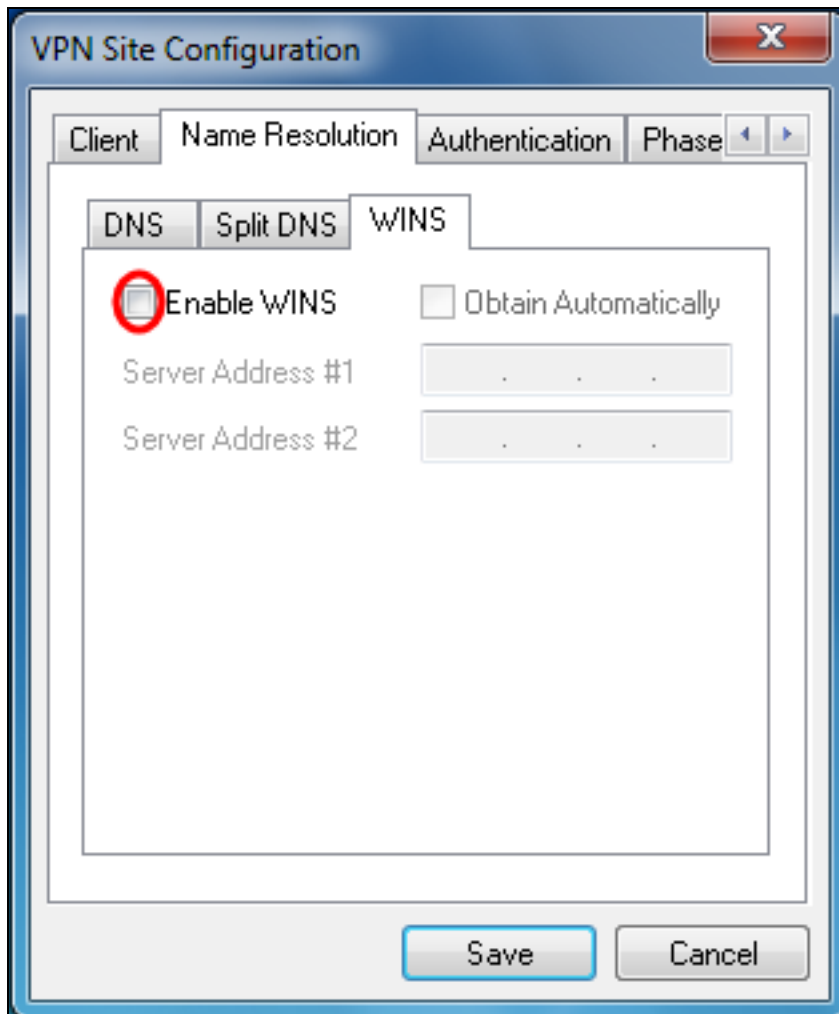 VPN Site Configuration
Client Name Resolution Authentication Phase
DNS Split DNS WINS
Enable WINS Obtain Automatically
Server Address #1 . . .
Server Address #2 . . .
Save Cancel